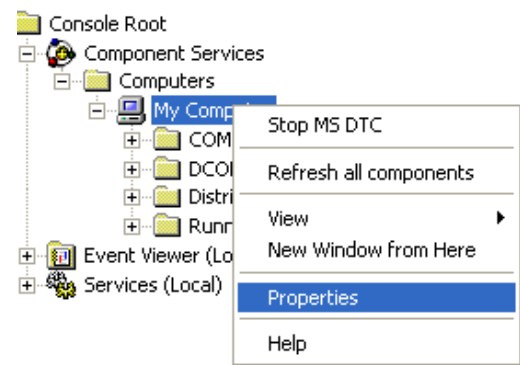 Console Root
Component Services
Computers
My Comp
COM
DCO
Distri
Runn
Event Viewer (Lo
Services (Local)
Stop MS DTC
Refresh all components
View
New Window from Here
Properties
Help